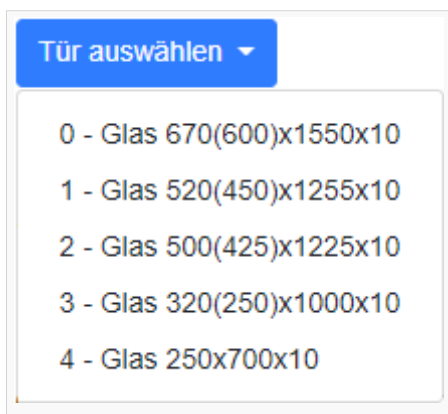 Tür auswählen
0 - Glas 670(600)x1550x10
1 - Glas 520(450)x1255x10
2 - Glas 500(425)x1225x10
3 - Glas 320(250)x1000x10
4 - Glas 250x700x10